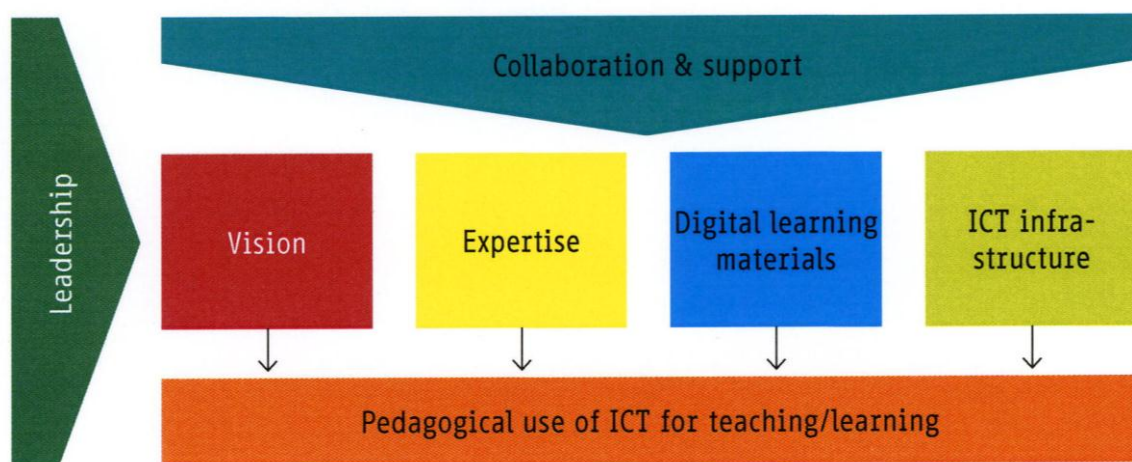 Collaboration & support
Leadership
Vision
Expertise
Digital learning
materials
ICT infra-
structure
Pedagogical use of ICT for teaching/learning